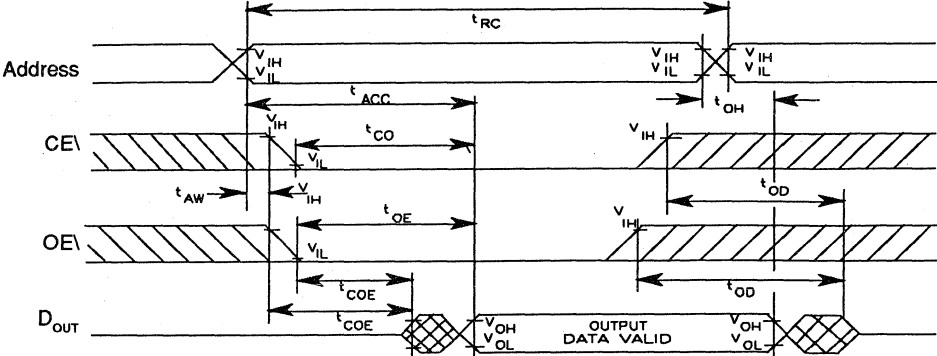 tRC
Address
VIH
VIL
VIH
VIL
VIH
VIL
tACC
tOH
CE\
VIH
tCO
VIL
VIH
tAW
VIH
tOD
OE\
tOE
VIL
VIH
tCOE
tOD
tCOE
DOUT
VOH
VOL
OUTPUT
DATA VALID
VOH
VOL